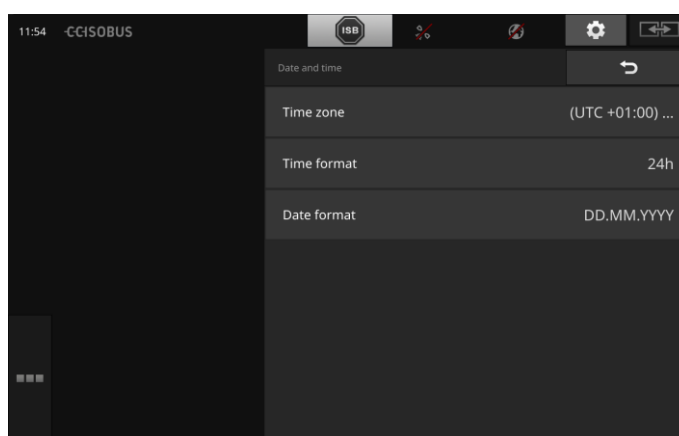 11:54 CCISOBUS ISB
Date and time
Time zone (UTC +01:00) ...
Time format 24h
Date format DD.MM.YYYY